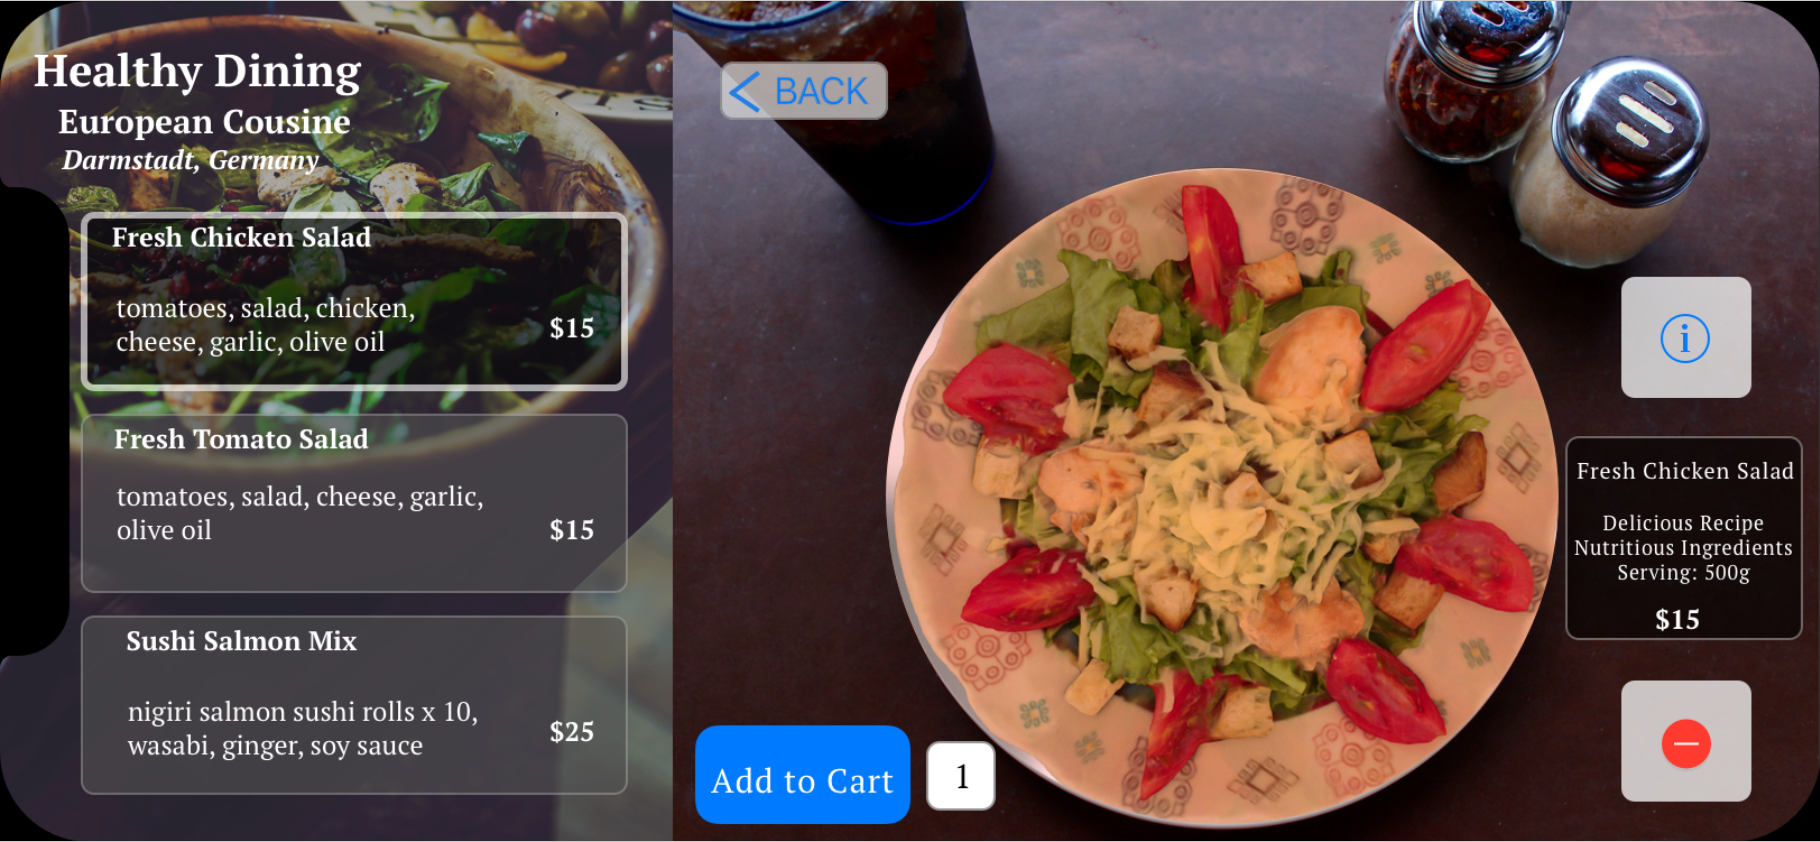 Healthy Dining
European Cousine
Darmstadt, Germany
Fresh Chicken Salad
tomatoes, salad, chicken,
cheese, garlic, olive oil
$15
Fresh Tomato Salad
tomatoes, salad, cheese, garlic,
olive oil
$15
Sushi Salmon Mix
nigiri salmon sushi rolls x 10,
wasabi, ginger, soy sauce
$25
BACK
i
Fresh Chicken Salad
Delicious Recipe
Nutritious Ingredients
Serving: 500g
$15
Add to Cart
1